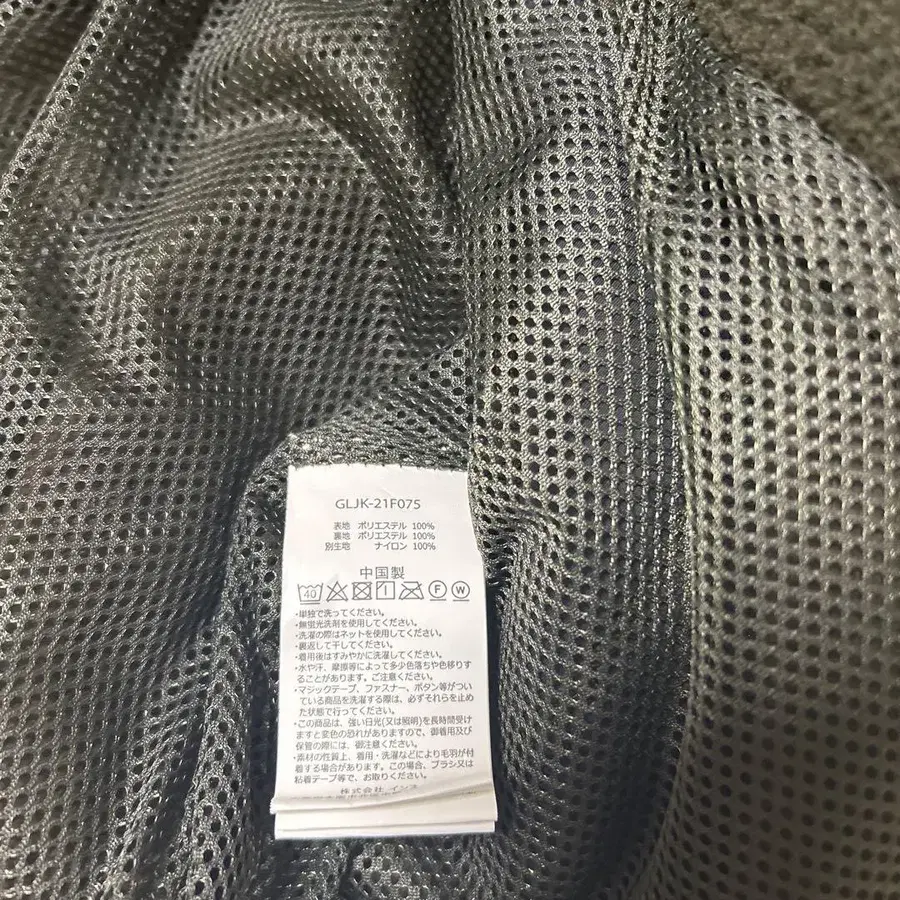 GLJK-21F075
表地 ポリエステル 100%
裏地 ポリエステル 100%
別生地 ナイロン 100%
中国製
40 F W
・単独で洗ってください。
・無蛍光洗剤を使用してください。
・洗濯の際はネットを使用してください。
・裏返して干してください。
・着用後はすみやかに洗濯してください。
・水や汗、摩擦等によって多少色落ちや色移りす
ることがあります。ご注意ください。
・マジックテープ、ファスナー、ボタン等がつい
ている商品を洗濯する際は、必ずそれらを止め
た状態で行ってください。
・この商品は、強い日光(又は照明)を長時間受け
ますと変色の恐れがありますので、御着用及び
保管の際には、御注意ください。
・素材の性質上、着用・洗濯などにより毛羽が付
着する場合があります。この場合、ブラシ又は
粘着テープ等で、お取りください。
株式会社